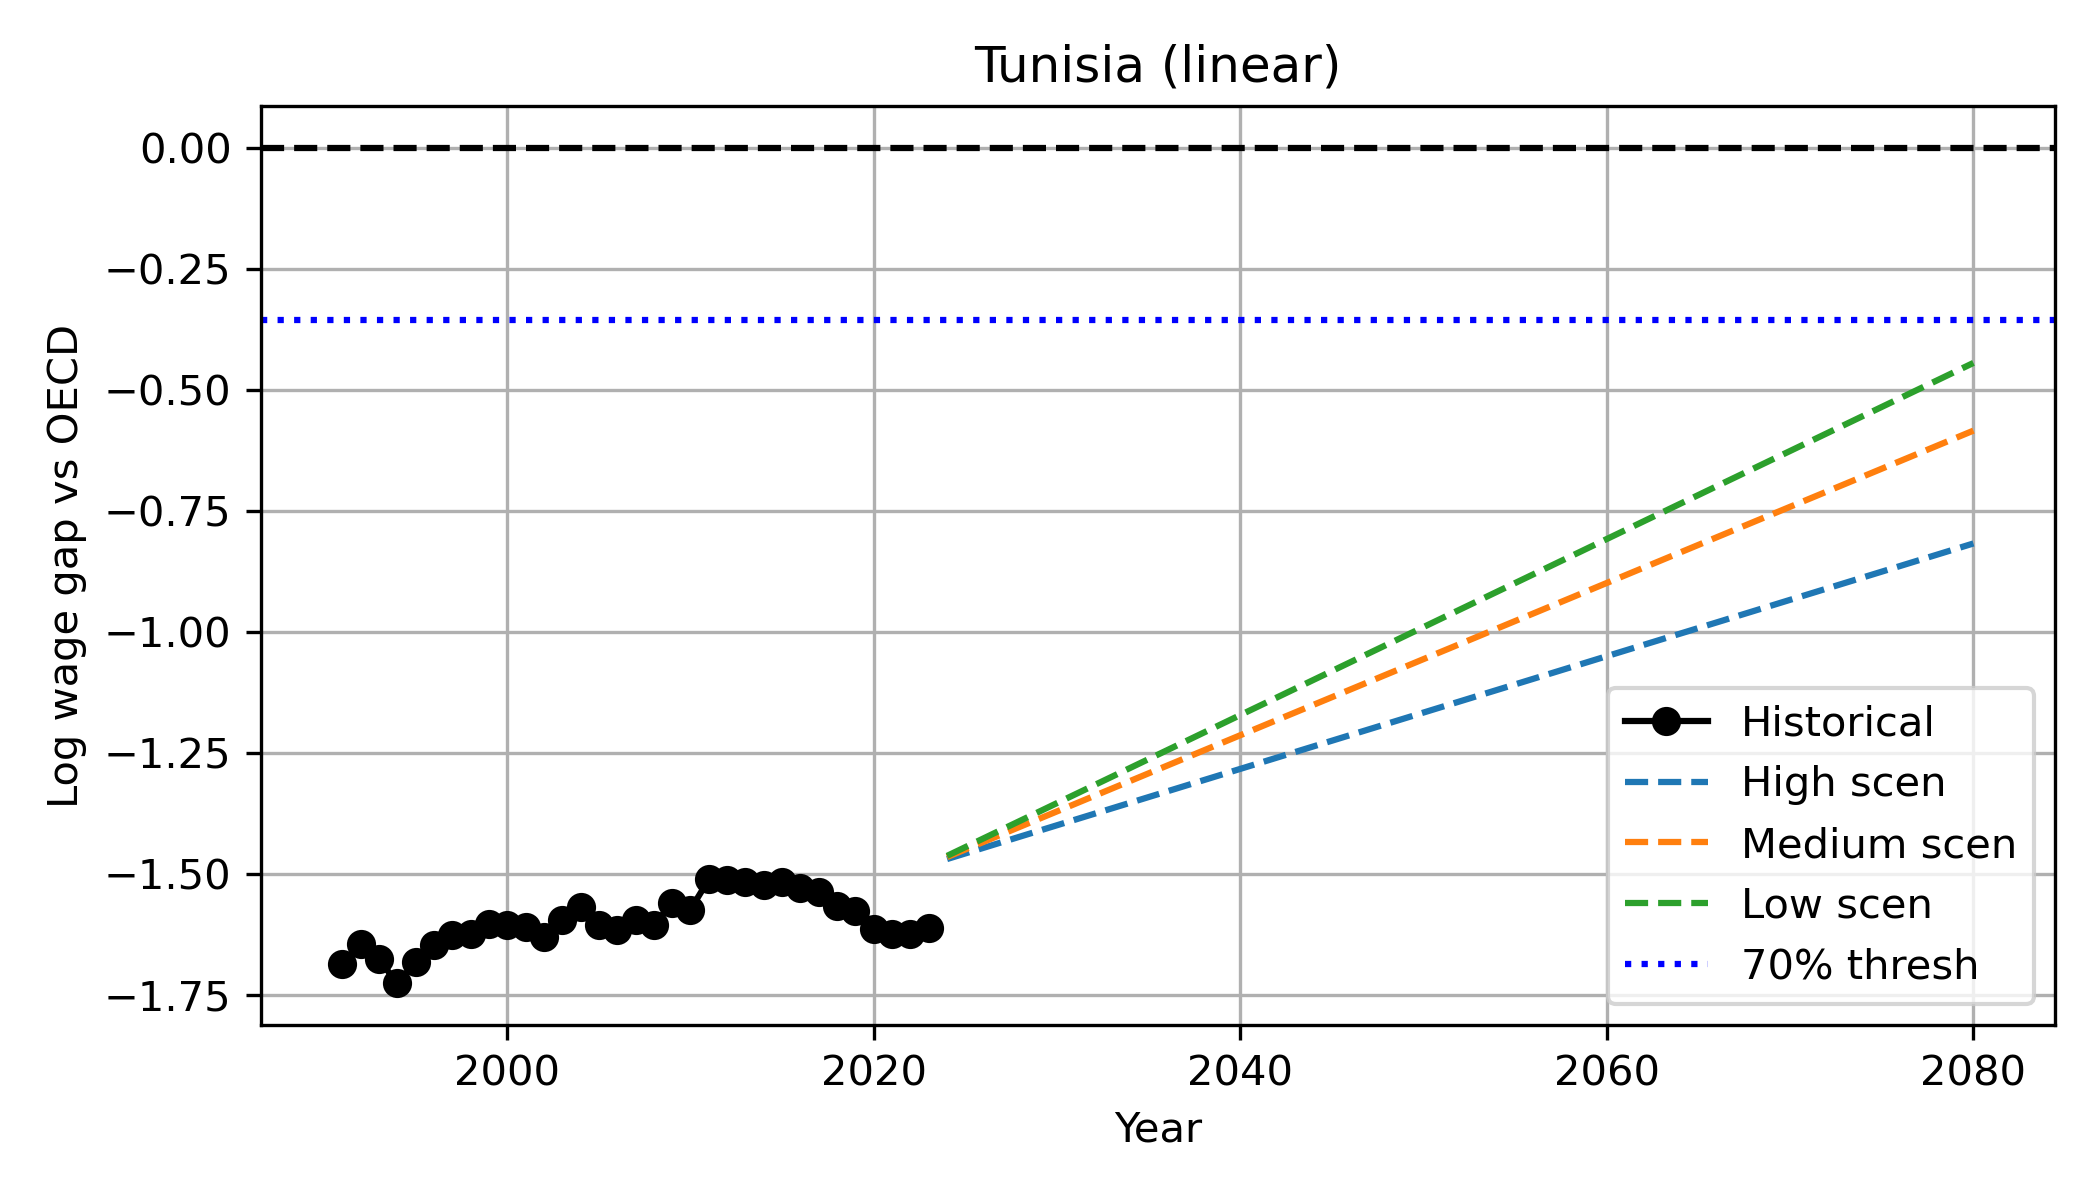 Tunisia (linear)
Log wage gap vs OECD
0.00
−0.25
−0.50
−0.75
−1.00
−1.25
−1.50
−1.75
Historical
High scen
Medium scen
Low scen
70% thresh
2000 2020 2040 2060 2080
Year